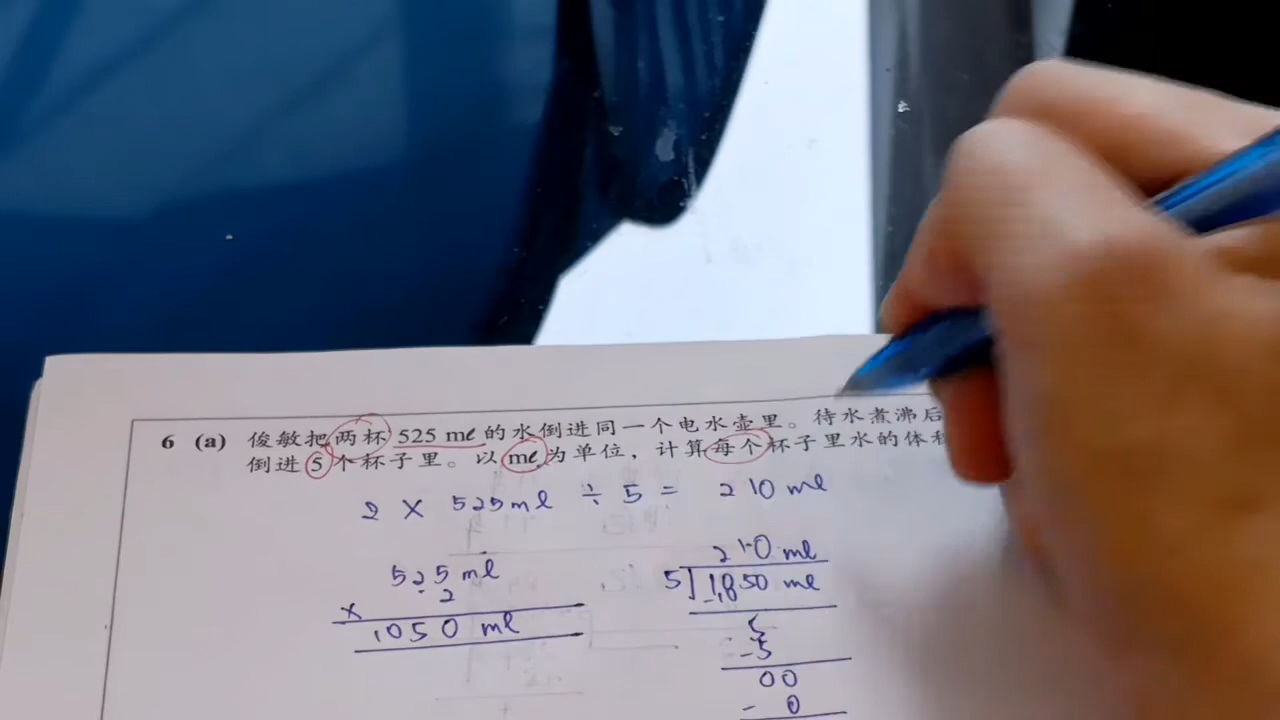 6 (a) 俊敏把两杯 525 mℓ 的水倒进同一个电水壶里。待水煮沸后
倒进 5 个杯子里。以 mℓ 为单位，计算每个杯子里水的体积
2 × 525 mℓ ÷ 5 = 210 mℓ
525 mℓ
× 2
1050 mℓ
210 mℓ
5 1050 mℓ
5
-5
00
- 0